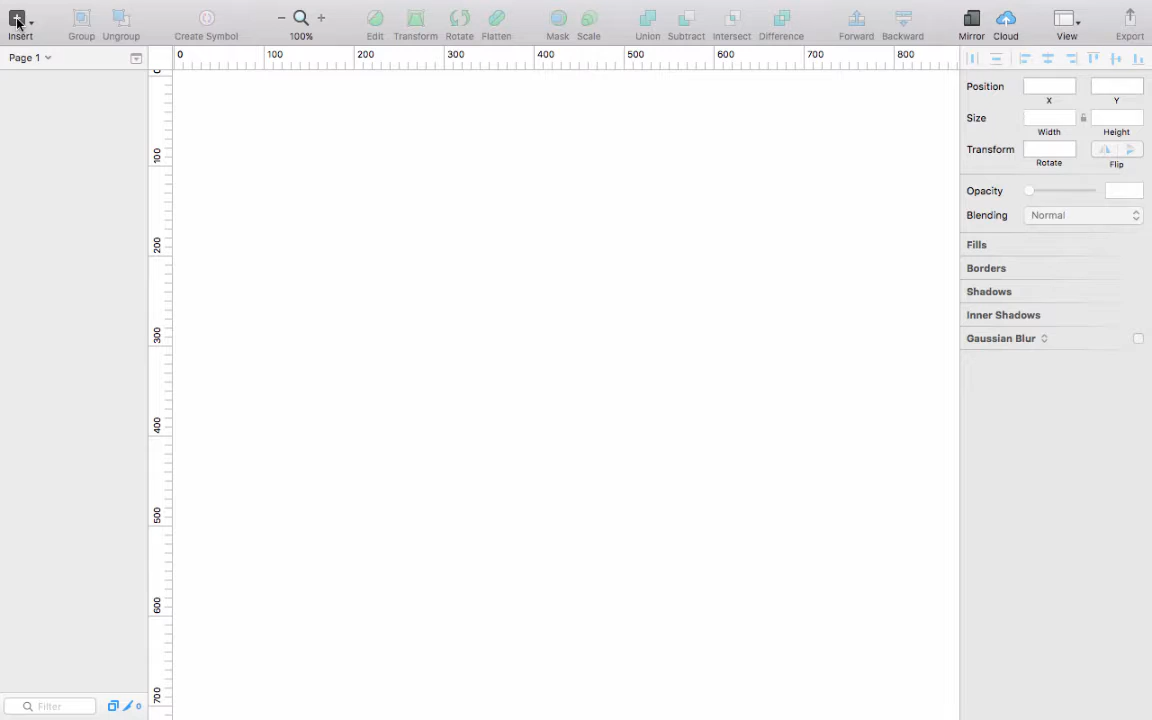 Insert Group Ungroup Create Symbol 100% Edit Transform Rotate Flatten Mask Scale Union Subtract Intersect Difference Forward Backward Mirror Cloud View Export
Page 1
0 100 200 300 400 500 600 700 800
0
100
200
300
400
500
600
700
Position
X Y
Size
Width Height
Transform
Rotate Flip
Opacity
Blending Normal
Fills
Borders
Shadows
Inner Shadows
Gaussian Blur
Filter 0